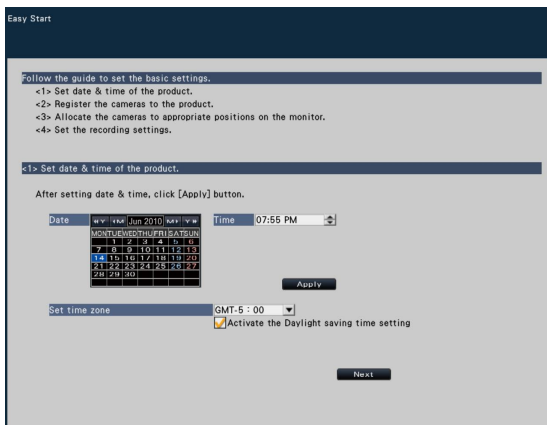 Easy Start
Follow the guide to set the basic settings.
<1> Set date & time of the product.
<2> Register the cameras to the product.
<3> Allocate the cameras to appropriate positions on the monitor.
<4> Set the recording settings.
<1> Set date & time of the product.
After setting date & time, click [Apply] button.
Date ◀◀Y ◀M Jun 2010 M▶ Y▶▶ Time 07:55 PM
MON TUE WED THU FRI SAT SUN
1 2 3 4 5 6
7 8 9 10 11 12 13
14 15 16 17 18 19 20
21 22 23 24 25 26 27
28 29 30
Apply
Set time zone GMT-5:00 ▼
Activate the Daylight saving time setting
Next